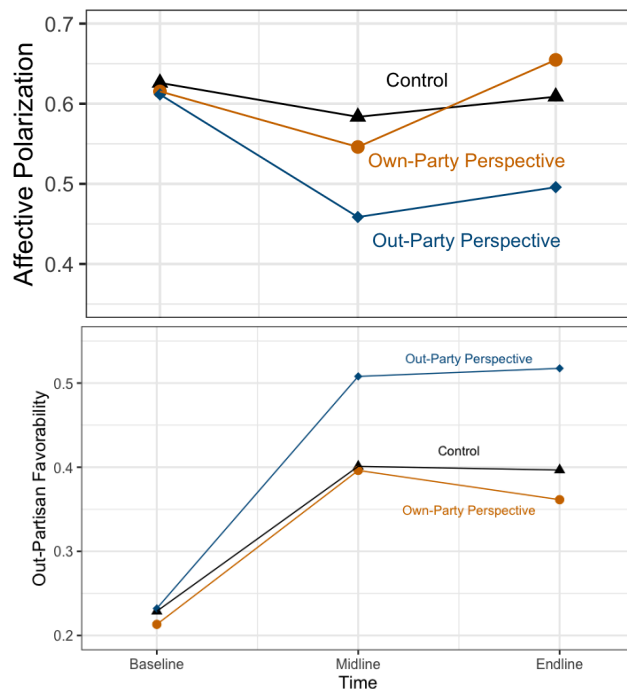 Affective Polarization
0.7
0.6
0.5
0.4
Control
Own-Party Perspective
Out-Party Perspective
Out-Partisan Favorability
0.5
0.4
0.3
0.2
Out-Party Perspective
Control
Own-Party Perspective
Baseline
Midline
Endline
Time